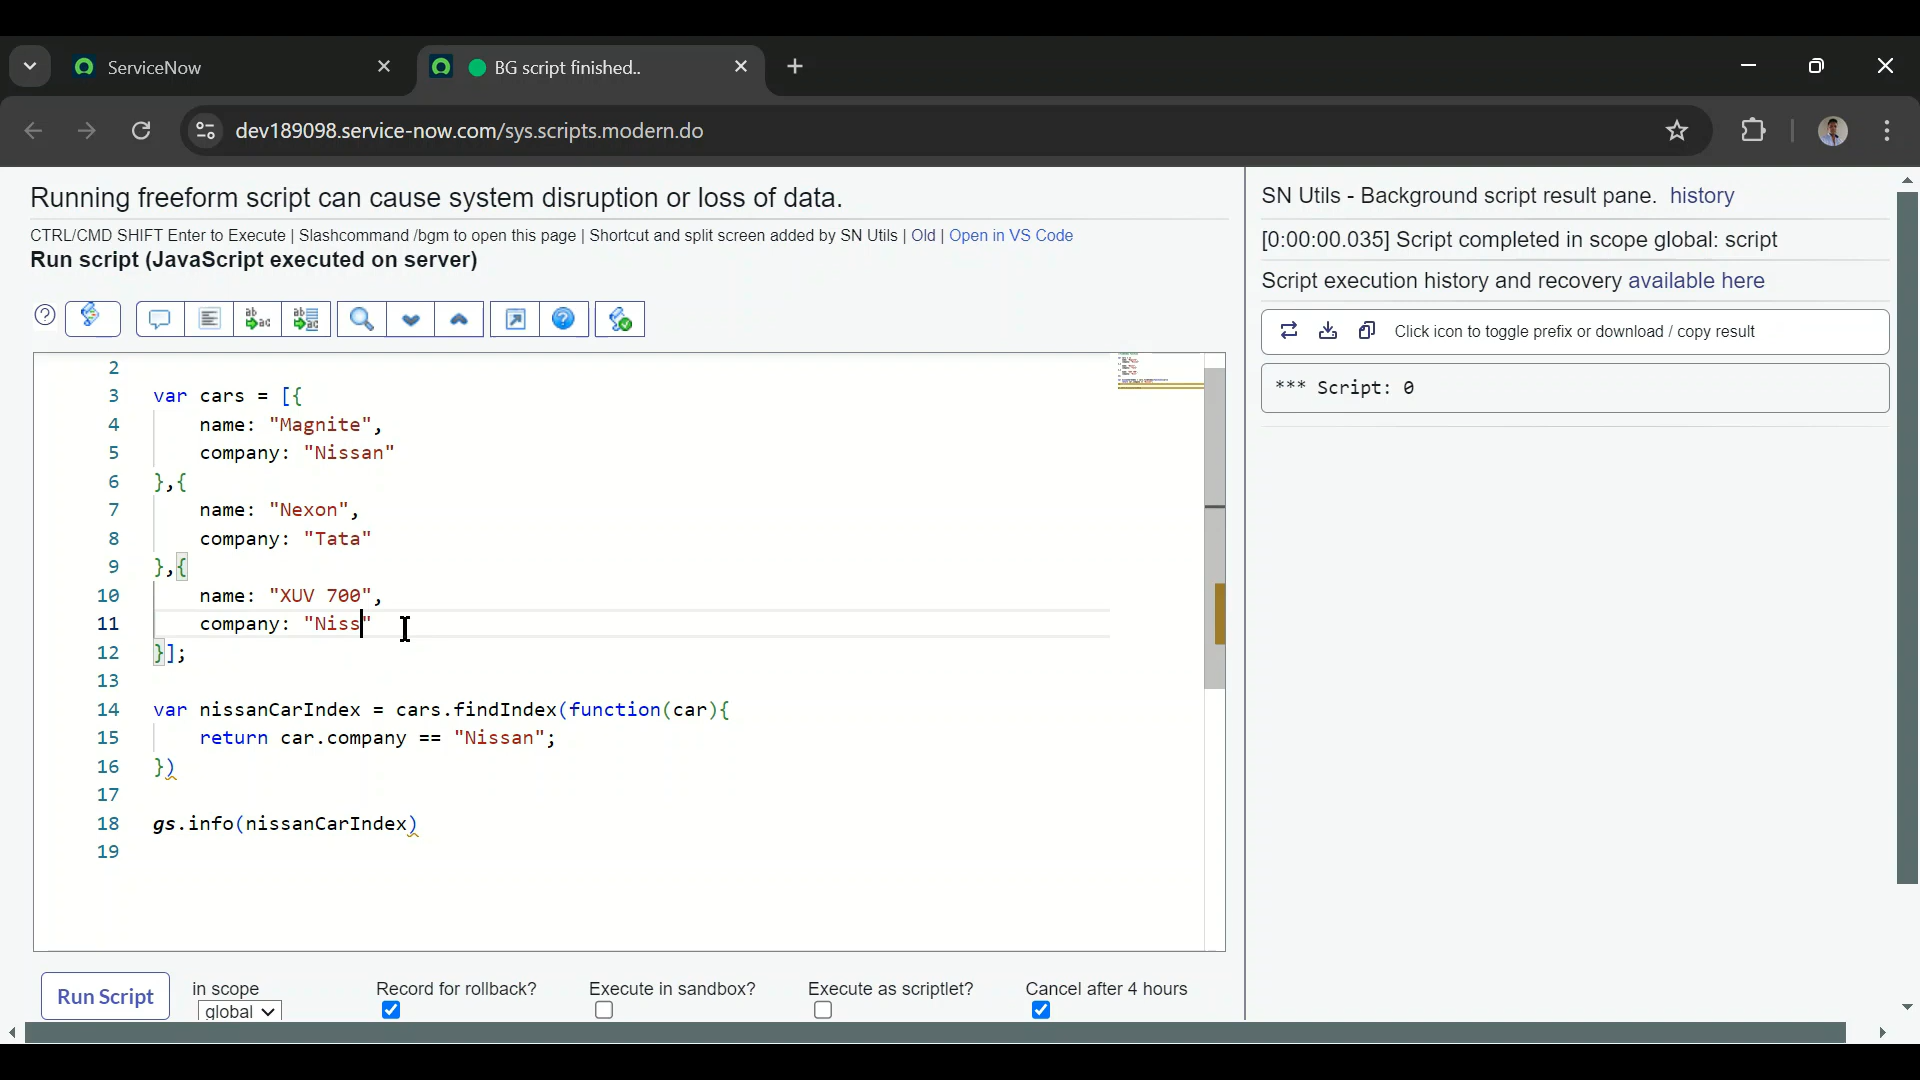 ServiceNow
BG script finished..
dev189098.service-now.com/sys.scripts.modern.do
Running freeform script can cause system disruption or loss of data.
CTRL/CMD SHIFT Enter to Execute | Slashcommand /bgm to open this page | Shortcut and split screen added by SN Utils | Old | Open in VS Code
Run script (JavaScript executed on server)
2
3 var cars = [{
4 name: "Magnite",
5 company: "Nissan"
6 },{
7 name: "Nexon",
8 company: "Tata"
9 },{
10 name: "XUV 700",
11 company: "Niss"
12 }];
13
14 var nissanCarIndex = cars.findIndex(function(car){
15 return car.company == "Nissan";
16 })
17
18 gs.info(nissanCarIndex)
19
Run Script
in scope
global
Record for rollback?
Execute in sandbox?
Execute as scriptlet?
Cancel after 4 hours
SN Utils - Background script result pane. history
[0:00:00.035] Script completed in scope global: script
Script execution history and recovery available here
Click icon to toggle prefix or download / copy result
*** Script: 0